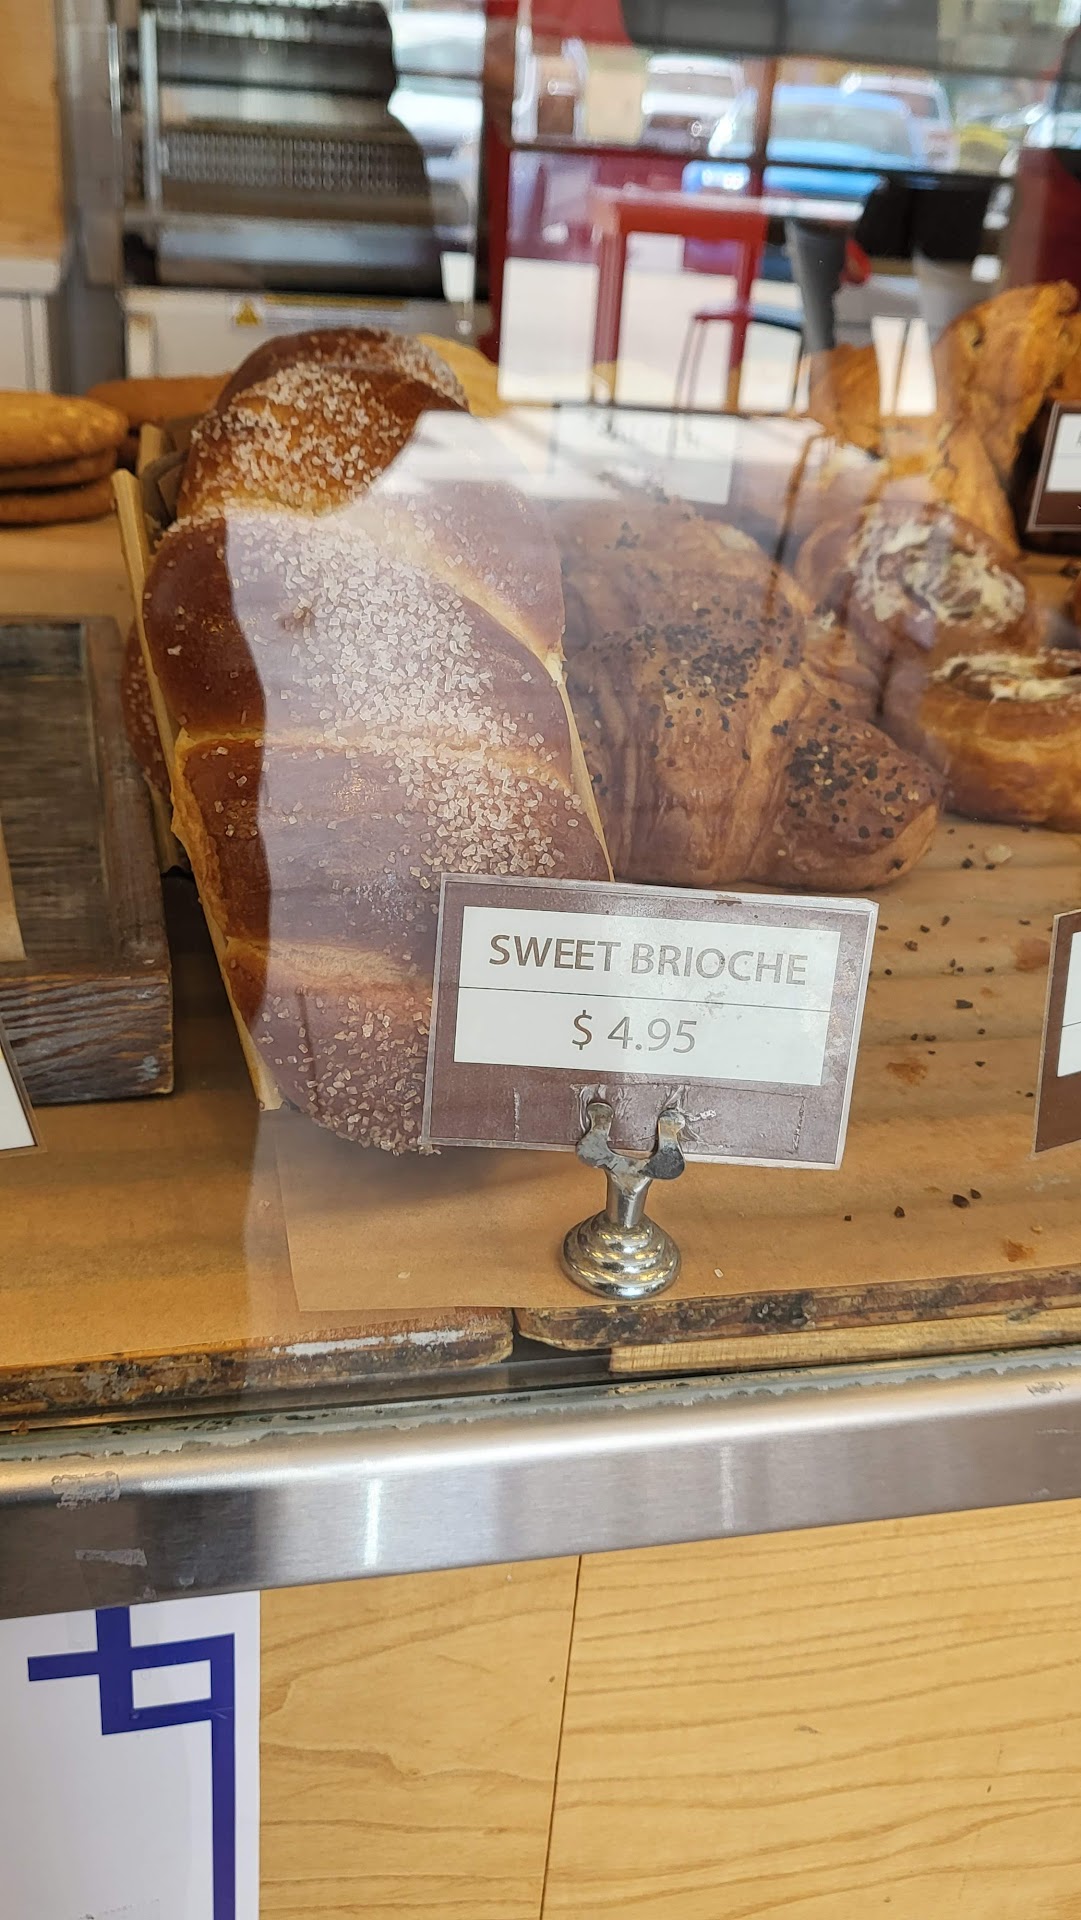 SWEET BRIOCHE
$ 4.95